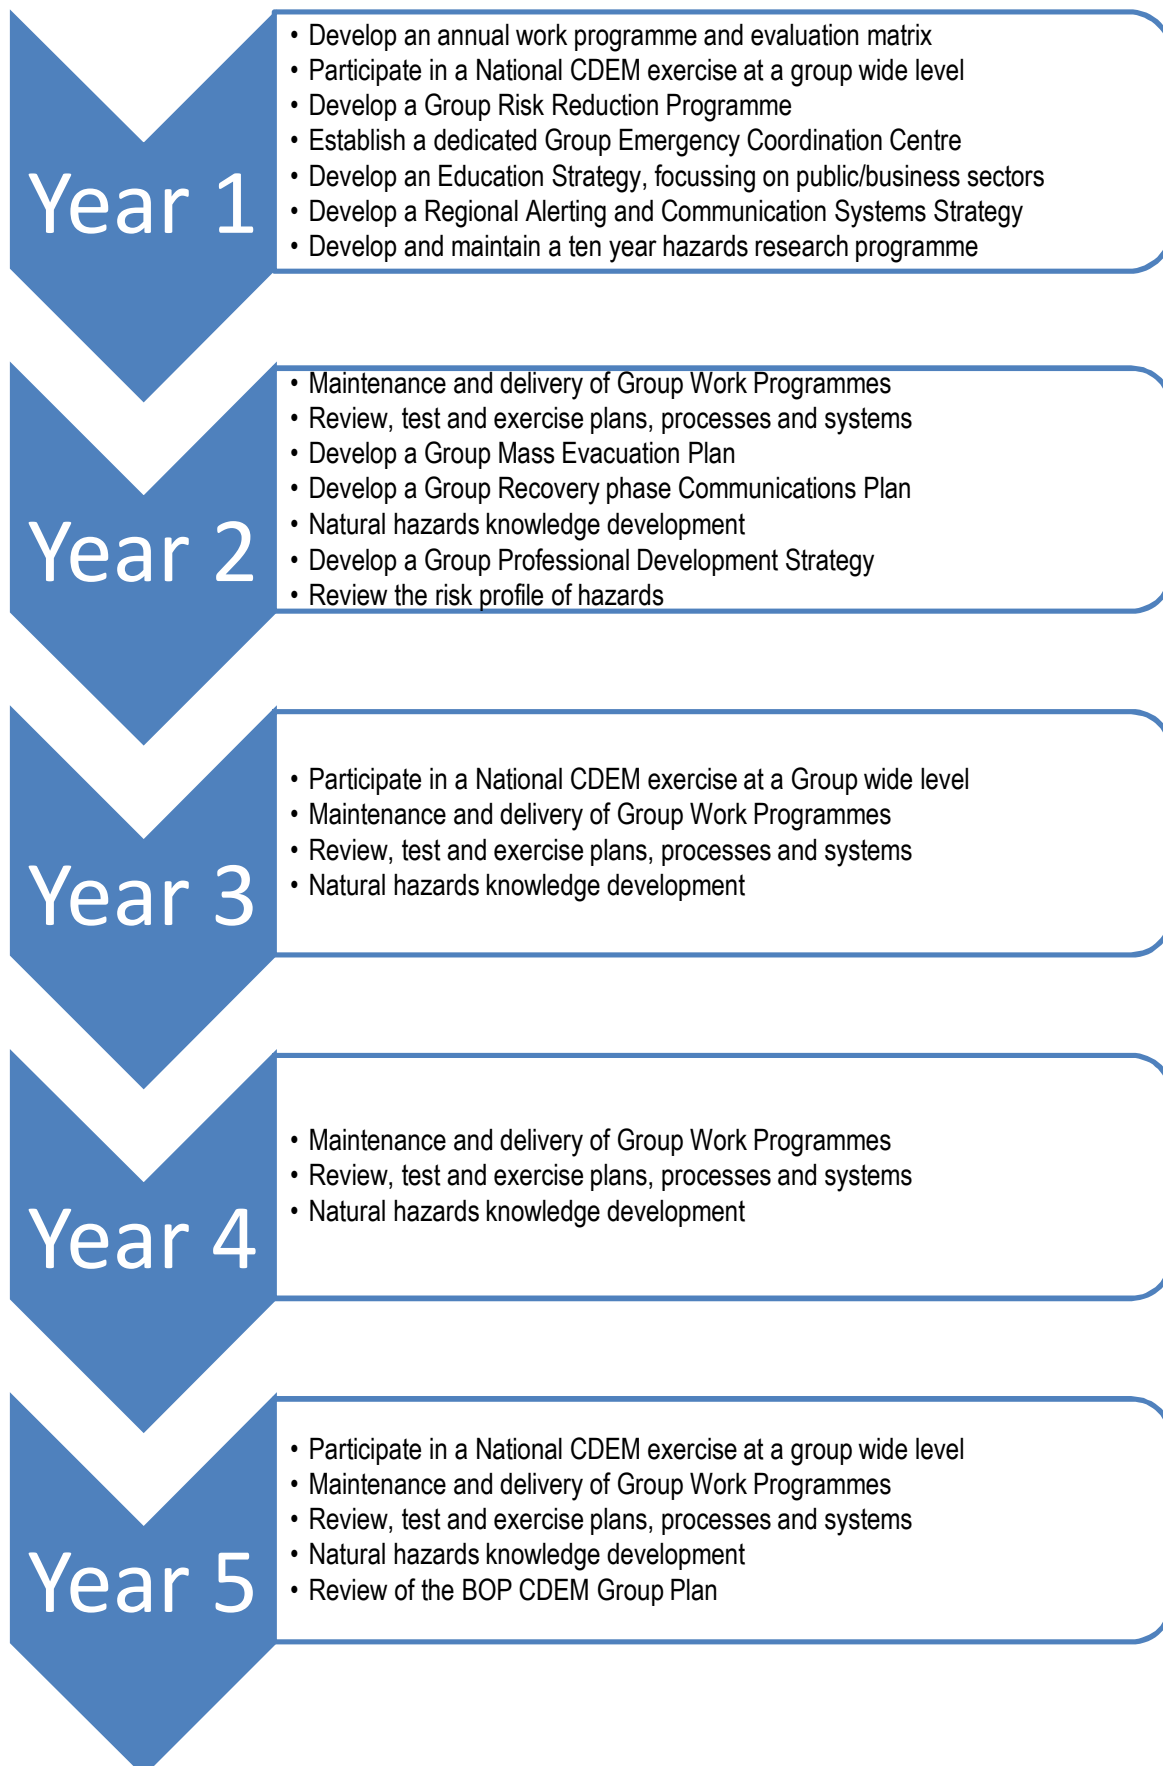 Year 1
• Develop an annual work programme and evaluation matrix
• Participate in a National CDEM exercise at a group wide level
• Develop a Group Risk Reduction Programme
• Establish a dedicated Group Emergency Coordination Centre
• Develop an Education Strategy, focussing on public/business sectors
• Develop a Regional Alerting and Communication Systems Strategy
• Develop and maintain a ten year hazards research programme
Year 2
• Maintenance and delivery of Group Work Programmes
• Review, test and exercise plans, processes and systems
• Develop a Group Mass Evacuation Plan
• Develop a Group Recovery phase Communications Plan
• Natural hazards knowledge development
• Develop a Group Professional Development Strategy
• Review the risk profile of hazards
Year 3
• Participate in a National CDEM exercise at a Group wide level
• Maintenance and delivery of Group Work Programmes
• Review, test and exercise plans, processes and systems
• Natural hazards knowledge development
Year 4
• Maintenance and delivery of Group Work Programmes
• Review, test and exercise plans, processes and systems
• Natural hazards knowledge development
Year 5
• Participate in a National CDEM exercise at a group wide level
• Maintenance and delivery of Group Work Programmes
• Review, test and exercise plans, processes and systems
• Natural hazards knowledge development
• Review of the BOP CDEM Group Plan